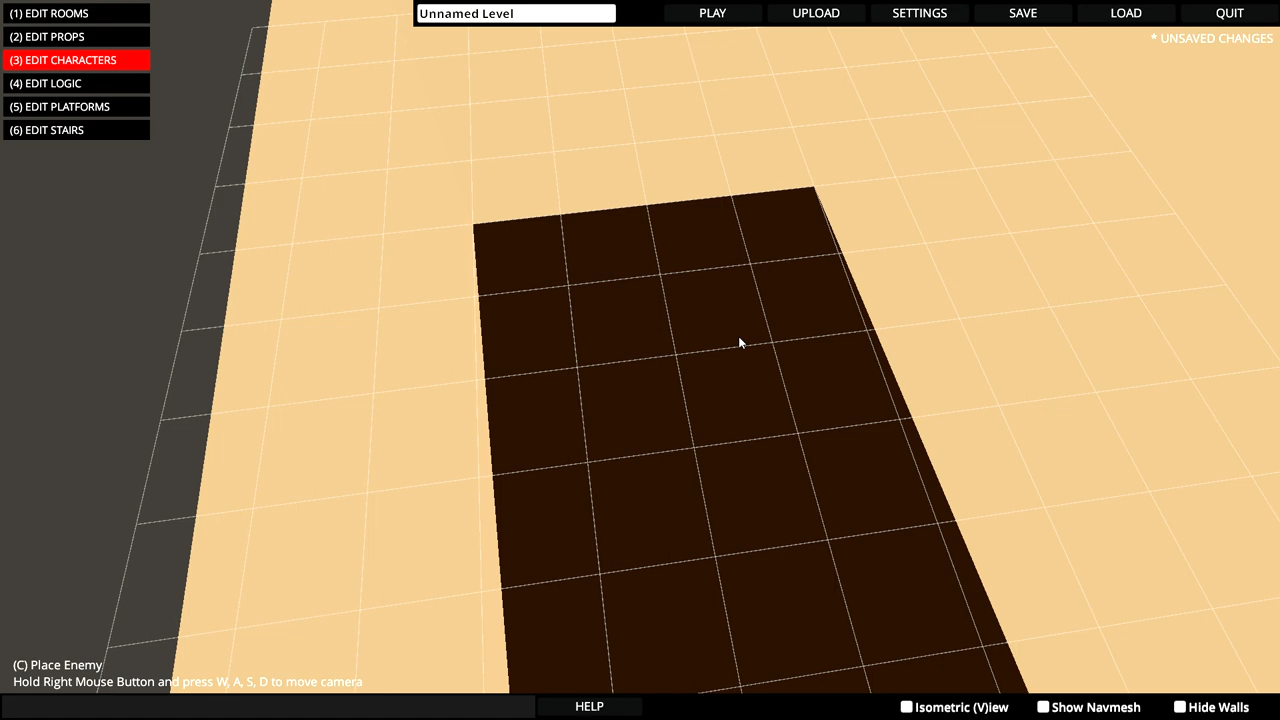 (1) EDIT ROOMS
(2) EDIT PROPS
(3) EDIT CHARACTERS
(4) EDIT LOGIC
(5) EDIT PLATFORMS
(6) EDIT STAIRS
Unnamed Level
PLAY
UPLOAD
SETTINGS
SAVE
LOAD
QUIT
* UNSAVED CHANGES
(C) Place Enemy
Hold Right Mouse Button and press W, A, S, D to move camera
HELP
Isometric (V)iew
Show Navmesh
Hide Walls